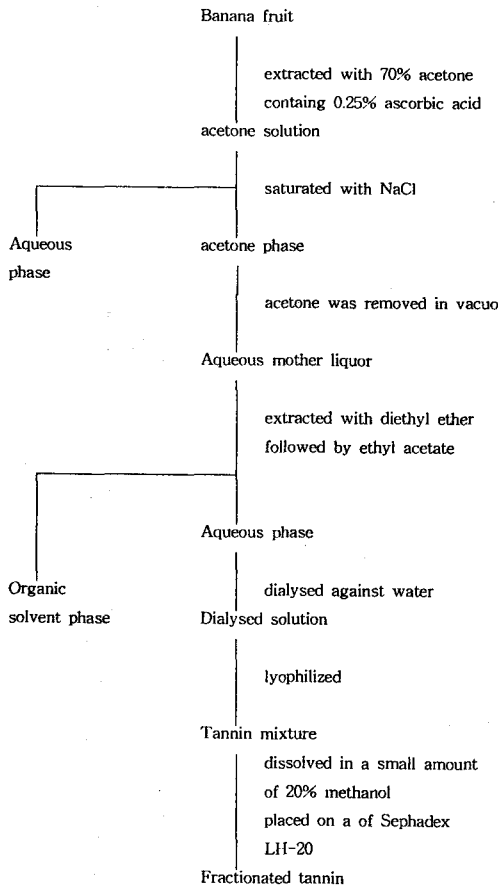 Banana fruit
extracted with 70% acetone
containg 0.25% ascorbic acid
acetone solution
saturated with NaCl
Aqueous
phase
acetone phase
acetone was removed in vacuo
Aqueous mother liquor
extracted with diethyl ether
followed by ethyl acetate
Aqueous phase
Organic
solvent phase
dialysed against water
Dialysed solution
lyophilized
Tannin mixture
dissolved in a small amount
of 20% methanol
placed on a of Sephadex
LH-20
Fractionated tannin